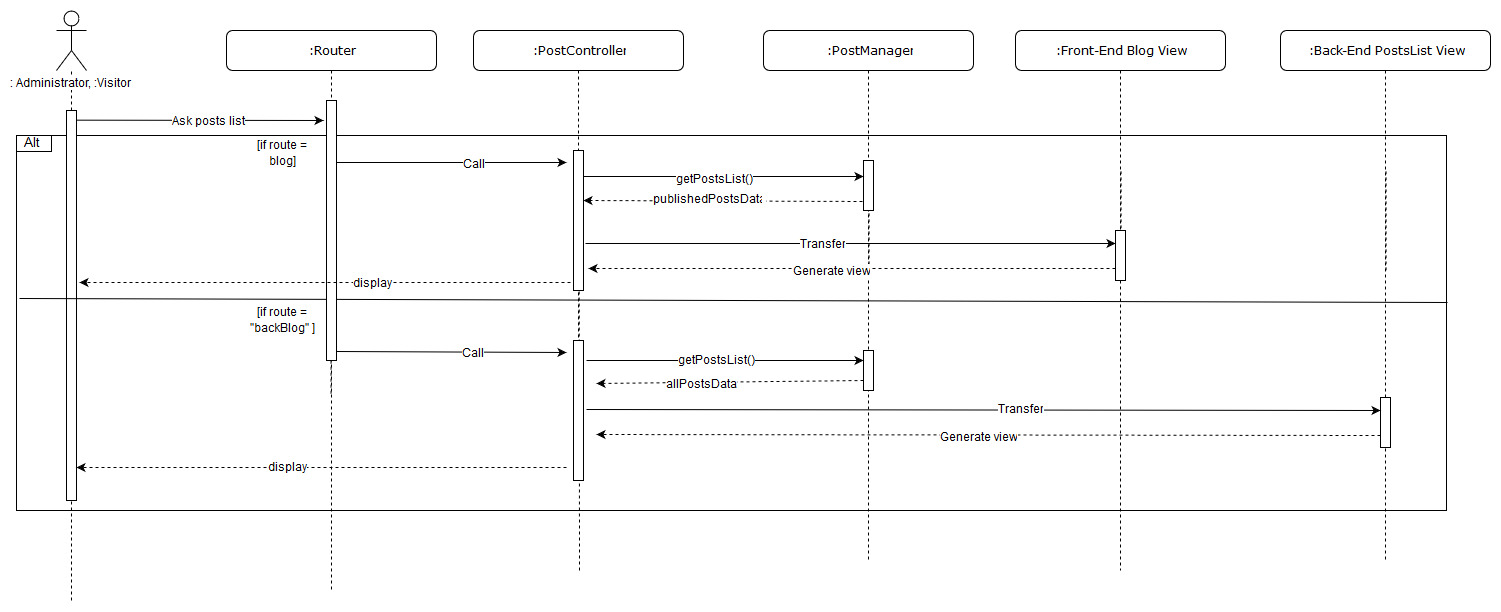 :Router
:PostController
:PostManager
:Front-End Blog View
:Back-End PostsList View
: Administrator, :Visitor
Ask posts list
Alt
[if route =
blog]
Call
getPostsList()
publishedPostsData
Transfer
Generate view
display
[if route =
"backBlog" ]
Call
getPostsList()
allPostsData
Transfer
Generate view
display